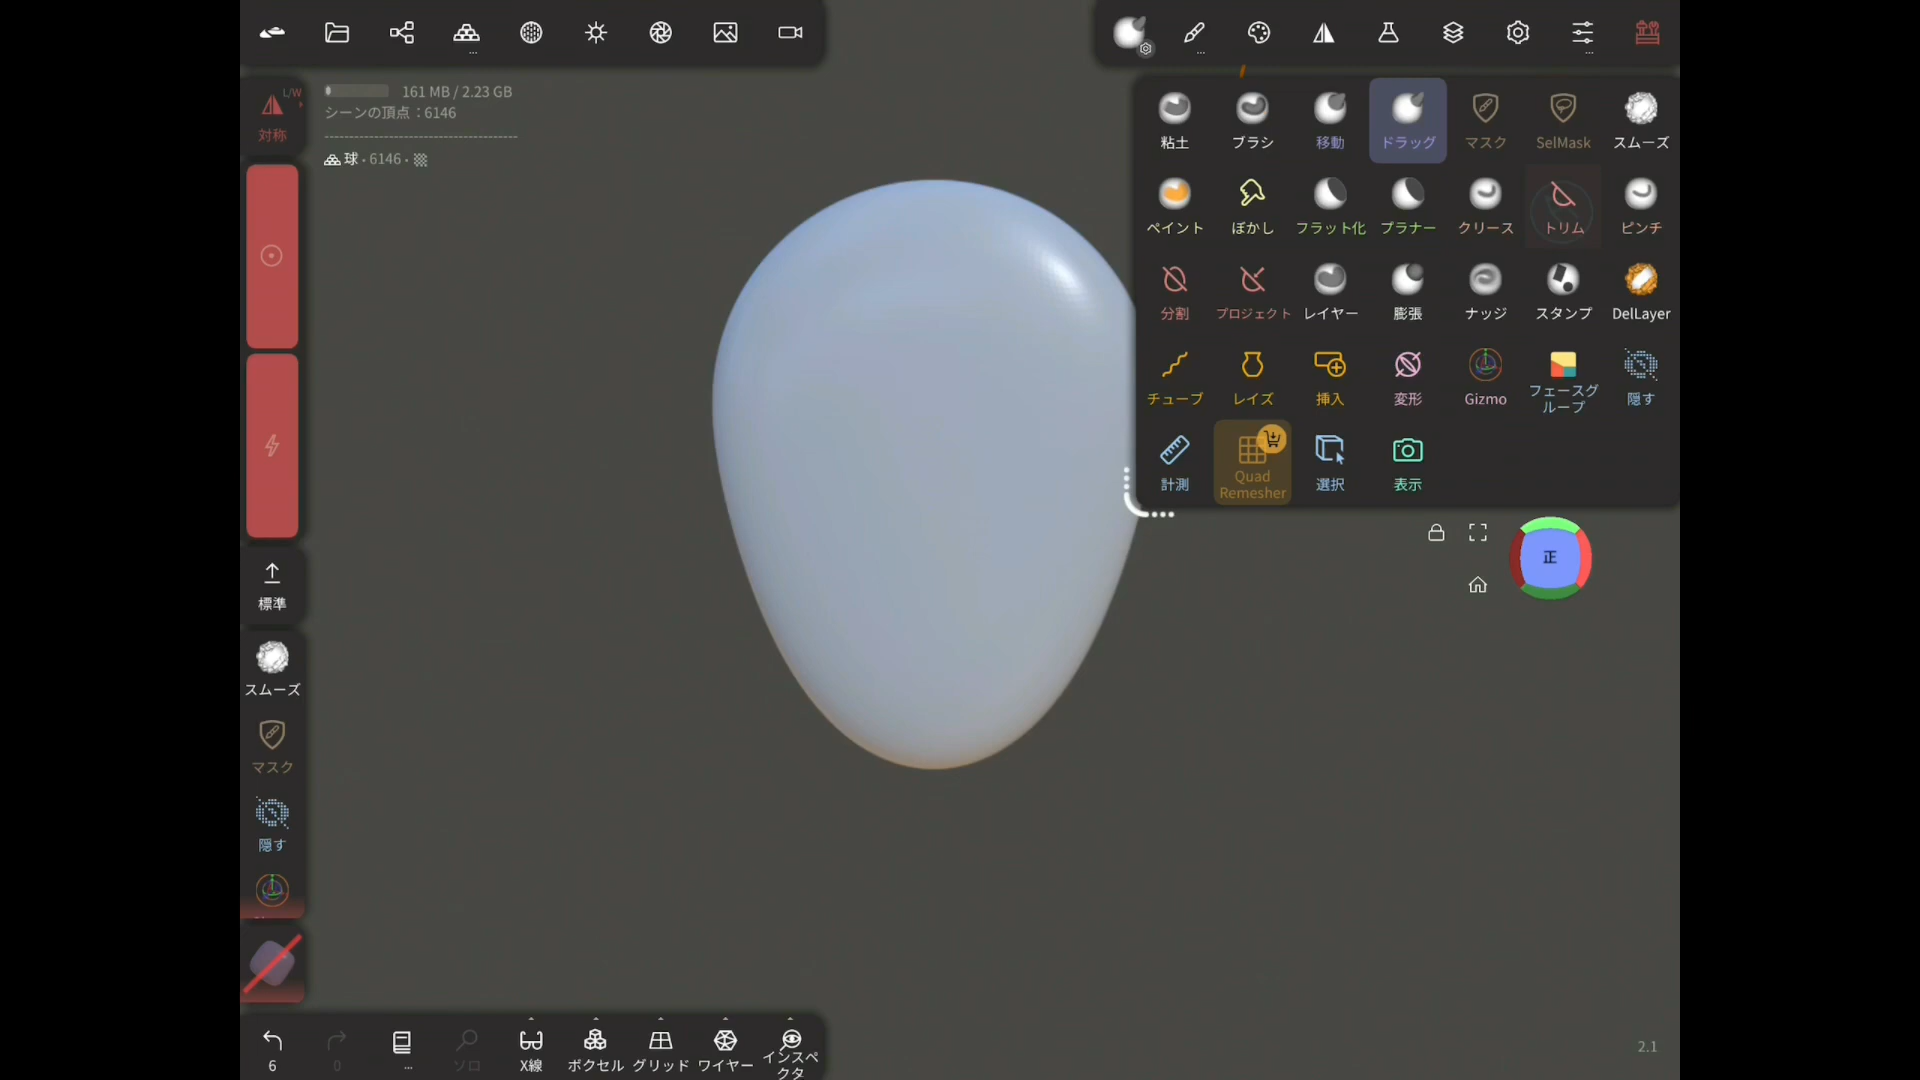 L/W
対称
161 MB / 2.23 GB
シーンの頂点：6146
球・6146・
粘土 ブラシ 移動 ドラッグ マスク SelMask スムーズ
ペイント ぼかし フラット化 プラナー クリース トリム ピンチ
分割 プロジェクト レイヤー 膨張 ナッジ スタンプ DelLayer
チューブ レイズ 挿入 変形 Gizmo フェースグ
ループ 隠す
計測 Quad
Remesher 選択 表示
正
標準
スムーズ
マスク
隠す
6 0 ... ソロ X線 ボクセル グリッド ワイヤー インスペ
クタ
2.1